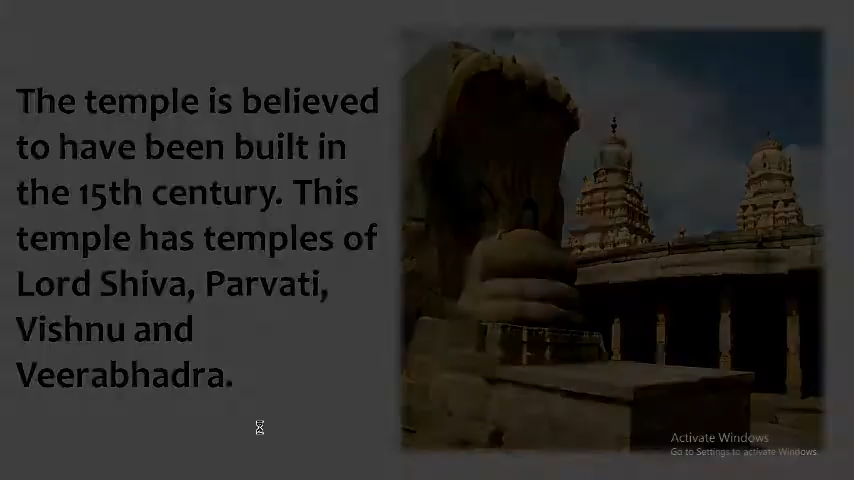 The temple is believed
to have been built in
the 15th century. This
temple has temples of
Lord Shiva, Parvati,
Vishnu and
Veerabhadra.
Activate Windows
Go to Settings to activate Windows.